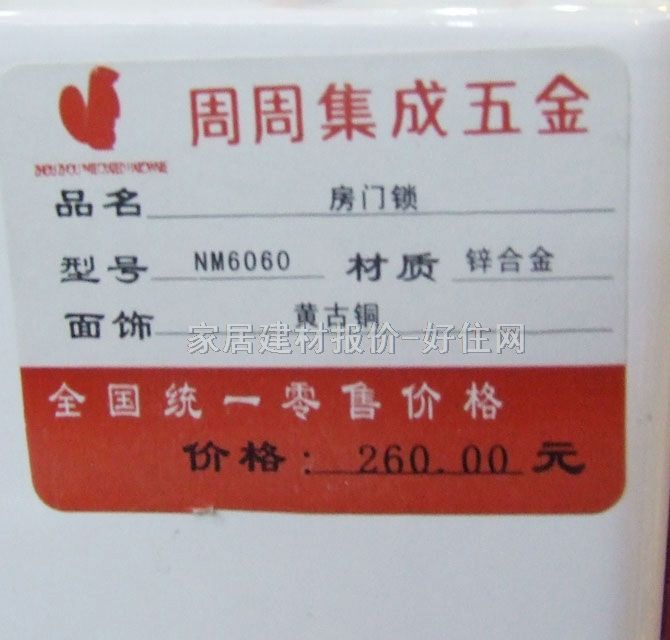 周周集成五金
品名 房门锁
型号 NM6060 材质 锌合金
面饰 黄古铜
家居建材报价-好住网
全国统一零售价格
价格: 260.00 元